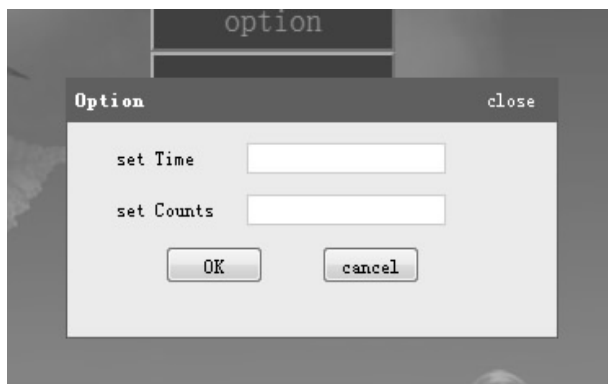 option
Option close
set Time
set Counts
OK cancel